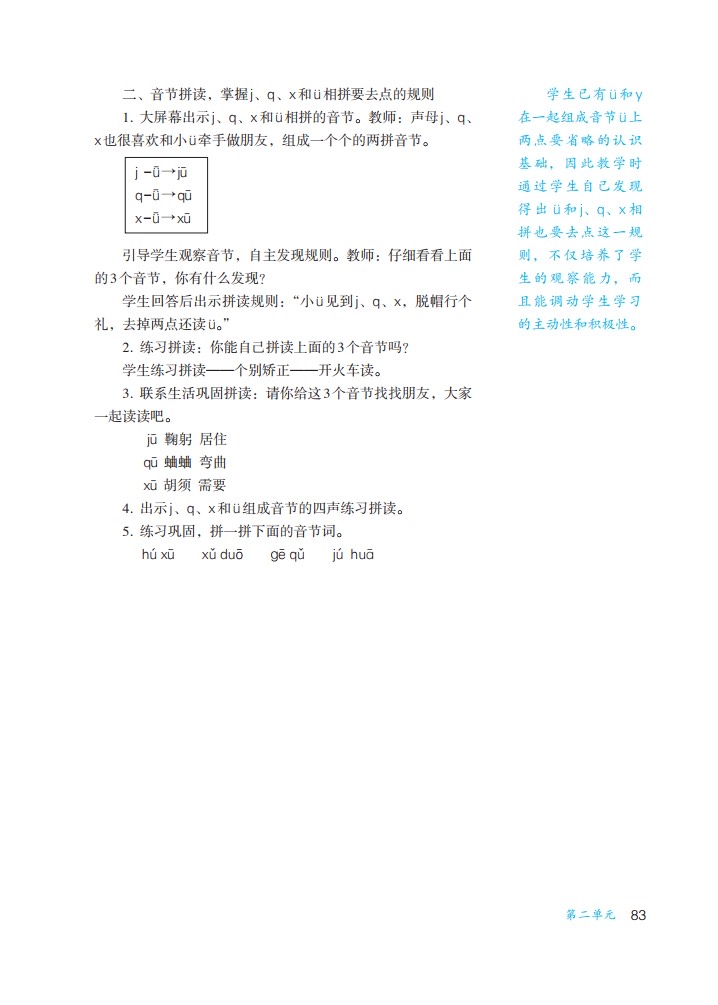 二、音节拼读，掌握j、q、x和ü相拼要去点的规则
1. 大屏幕出示j、q、x和ü相拼的音节。教师：声母j、q、
x也很喜欢和小ü牵手做朋友，组成一个个的两拼音节。
j－ǖ→jū
q－ǖ→qū
x－ǖ→xū
引导学生观察音节，自主发现规则。教师：仔细看看上面
的3个音节，你有什么发现？
学生回答后出示拼读规则：“小ü见到j、q、x，脱帽行个
礼，去掉两点还读ü。”
2. 练习拼读：你能自己拼读上面的3个音节吗？
学生练习拼读——个别矫正——开火车读。
3. 联系生活巩固拼读：请你给这3个音节找找朋友，大家
一起读读吧。
jū 鞠躬 居住
qū 蛐蛐 弯曲
xū 胡须 需要
4. 出示j、q、x和ü组成音节的四声练习拼读。
5. 练习巩固，拼一拼下面的音节词。
hú xū xǔ duō gē qǔ jú huā
学生已有ü和y
在一起组成音节ü上
两点要省略的认识
基础，因此教学时
通过学生自己发现
得出ü和j、q、x相
拼也要去点这一规
则，不仅培养了学
生的观察能力，而
且能调动学生学习
的主动性和积极性。
第二单元 83